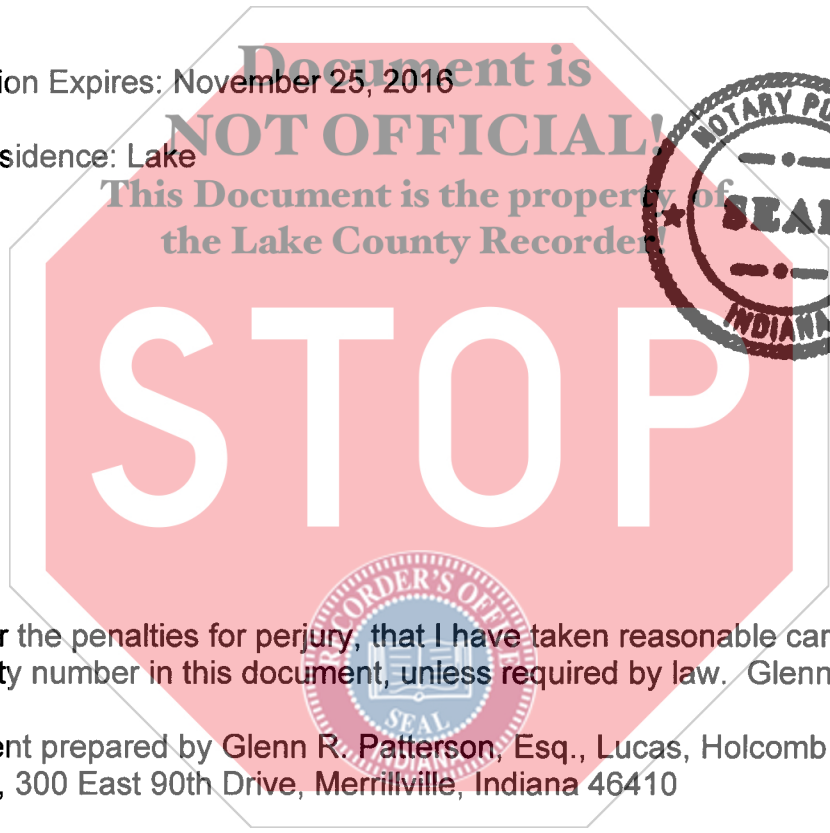 Document is
ion Expires: November 25, 2016
NOT OFFICIAL!
sidence: Lake
This Document is the property of
the Lake County Recorder!
NOTARY PU
SEAL
INDIANA
STOP
RECORDER'S OFFICE
SEAL
INDIANA
r the penalties for perjury, that I have taken reasonable car
ty number in this document, unless required by law. Glenn
ent prepared by Glenn R. Patterson, Esq., Lucas, Holcomb
, 300 East 90th Drive, Merrillville, Indiana 46410